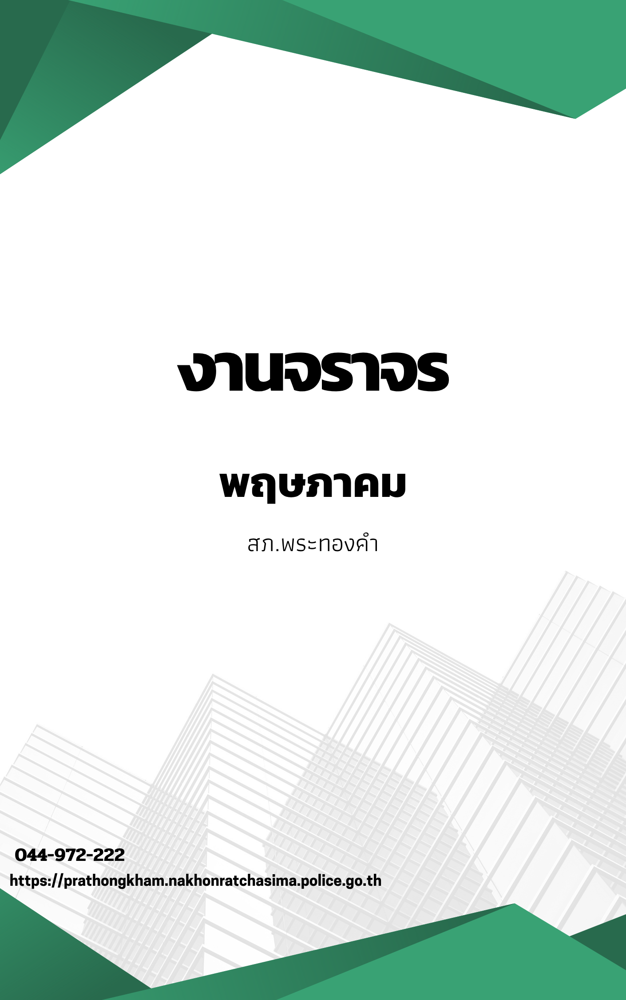 งานจราจร
พฤษภาคม
สภ.พระทองคำ
044-972-222
https://prathongkham.nakhonratchasima.police.go.th